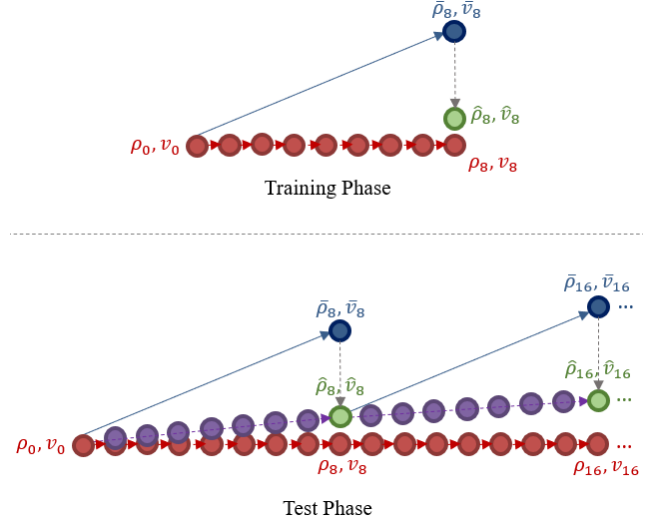 ρ̄₈, v̄₈
ρ̂₈, v̂₈
ρ₀, v₀
ρ₈, v₈
Training Phase
ρ̄₁₆, v̄₁₆ ...
ρ̄₈, v̄₈
ρ̂₁₆, v̂₁₆
ρ̂₈, v̂₈
...
ρ₀, v₀
...
ρ₈, v₈
ρ₁₆, v₁₆
Test Phase